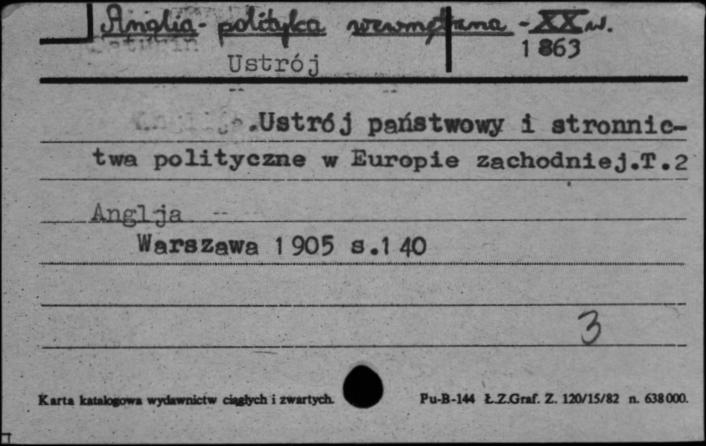 Anglia - polityka wewnętrzna - XX w.
1863
Ustrój
.Ustrój państwowy i stronnic-
twa polityczne w Europie zachodniej.T.2
Anglja --
Warszawa 1905 s.140
3
Karta katalogowa wydawnictw ciągłych i zwartych.
Pu-B-144 Ł.Z.Graf. Z. 120/15/82 n. 638000.